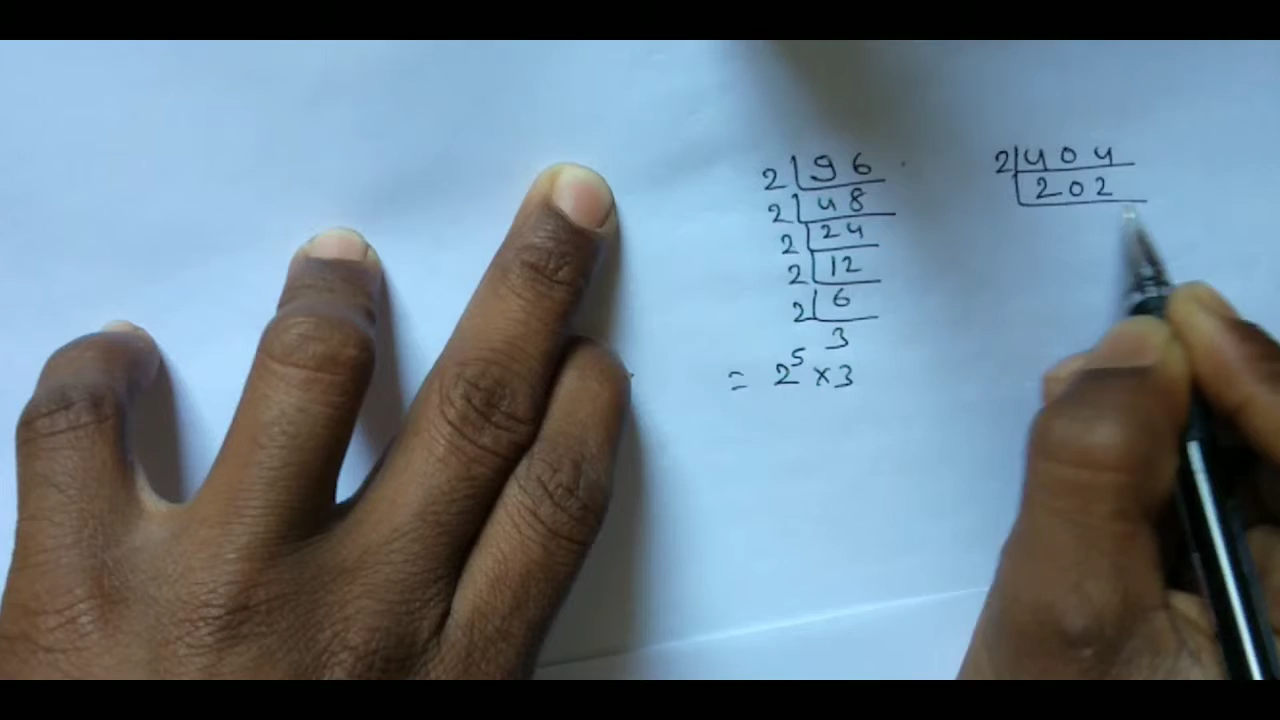 2 | 96
2 | 48
2 | 24
2 | 12
2 | 6
3
= 2⁵ × 3
2 | 404
202